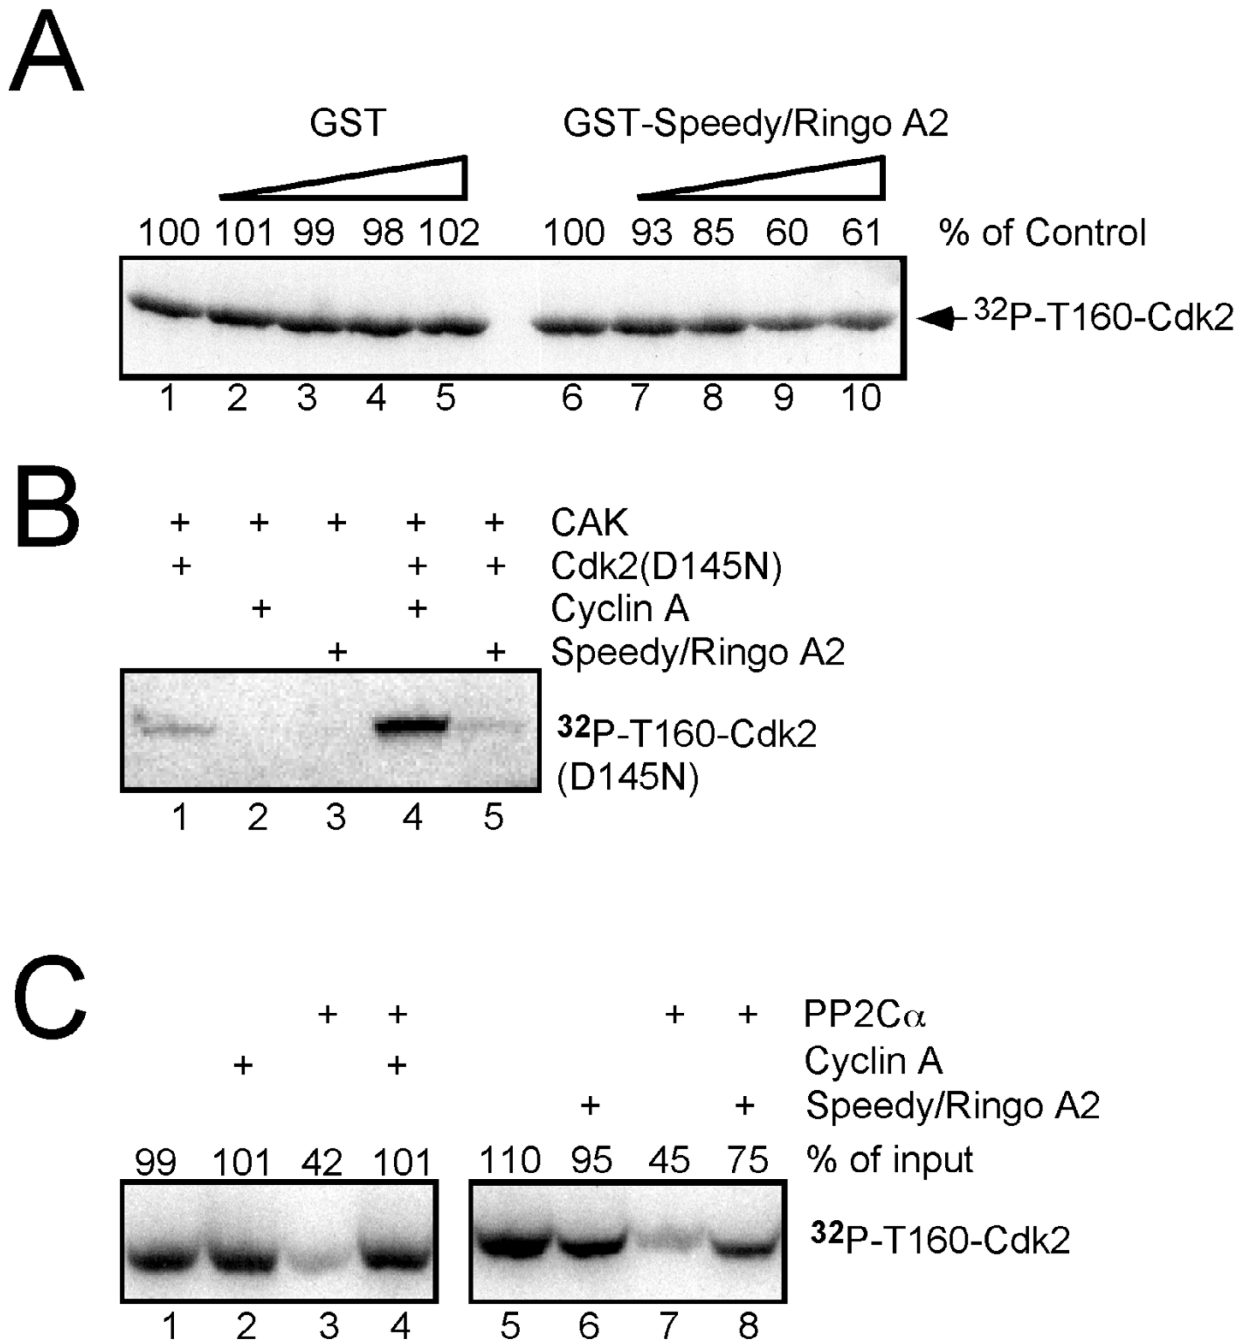 A
GST GST-Speedy/Ringo A2
100 101 99 98 102 100 93 85 60 61 % of Control
32P-T160-Cdk2
1 2 3 4 5 6 7 8 9 10
B
+ + + + + CAK
+ + + Cdk2(D145N)
+ + Cyclin A
+ + Speedy/Ringo A2
32P-T160-Cdk2
(D145N)
1 2 3 4 5
C
+ + + + PP2Cα
+ + Cyclin A
+ + Speedy/Ringo A2
99 101 42 101 110 95 45 75 % of input
32P-T160-Cdk2
1 2 3 4 5 6 7 8